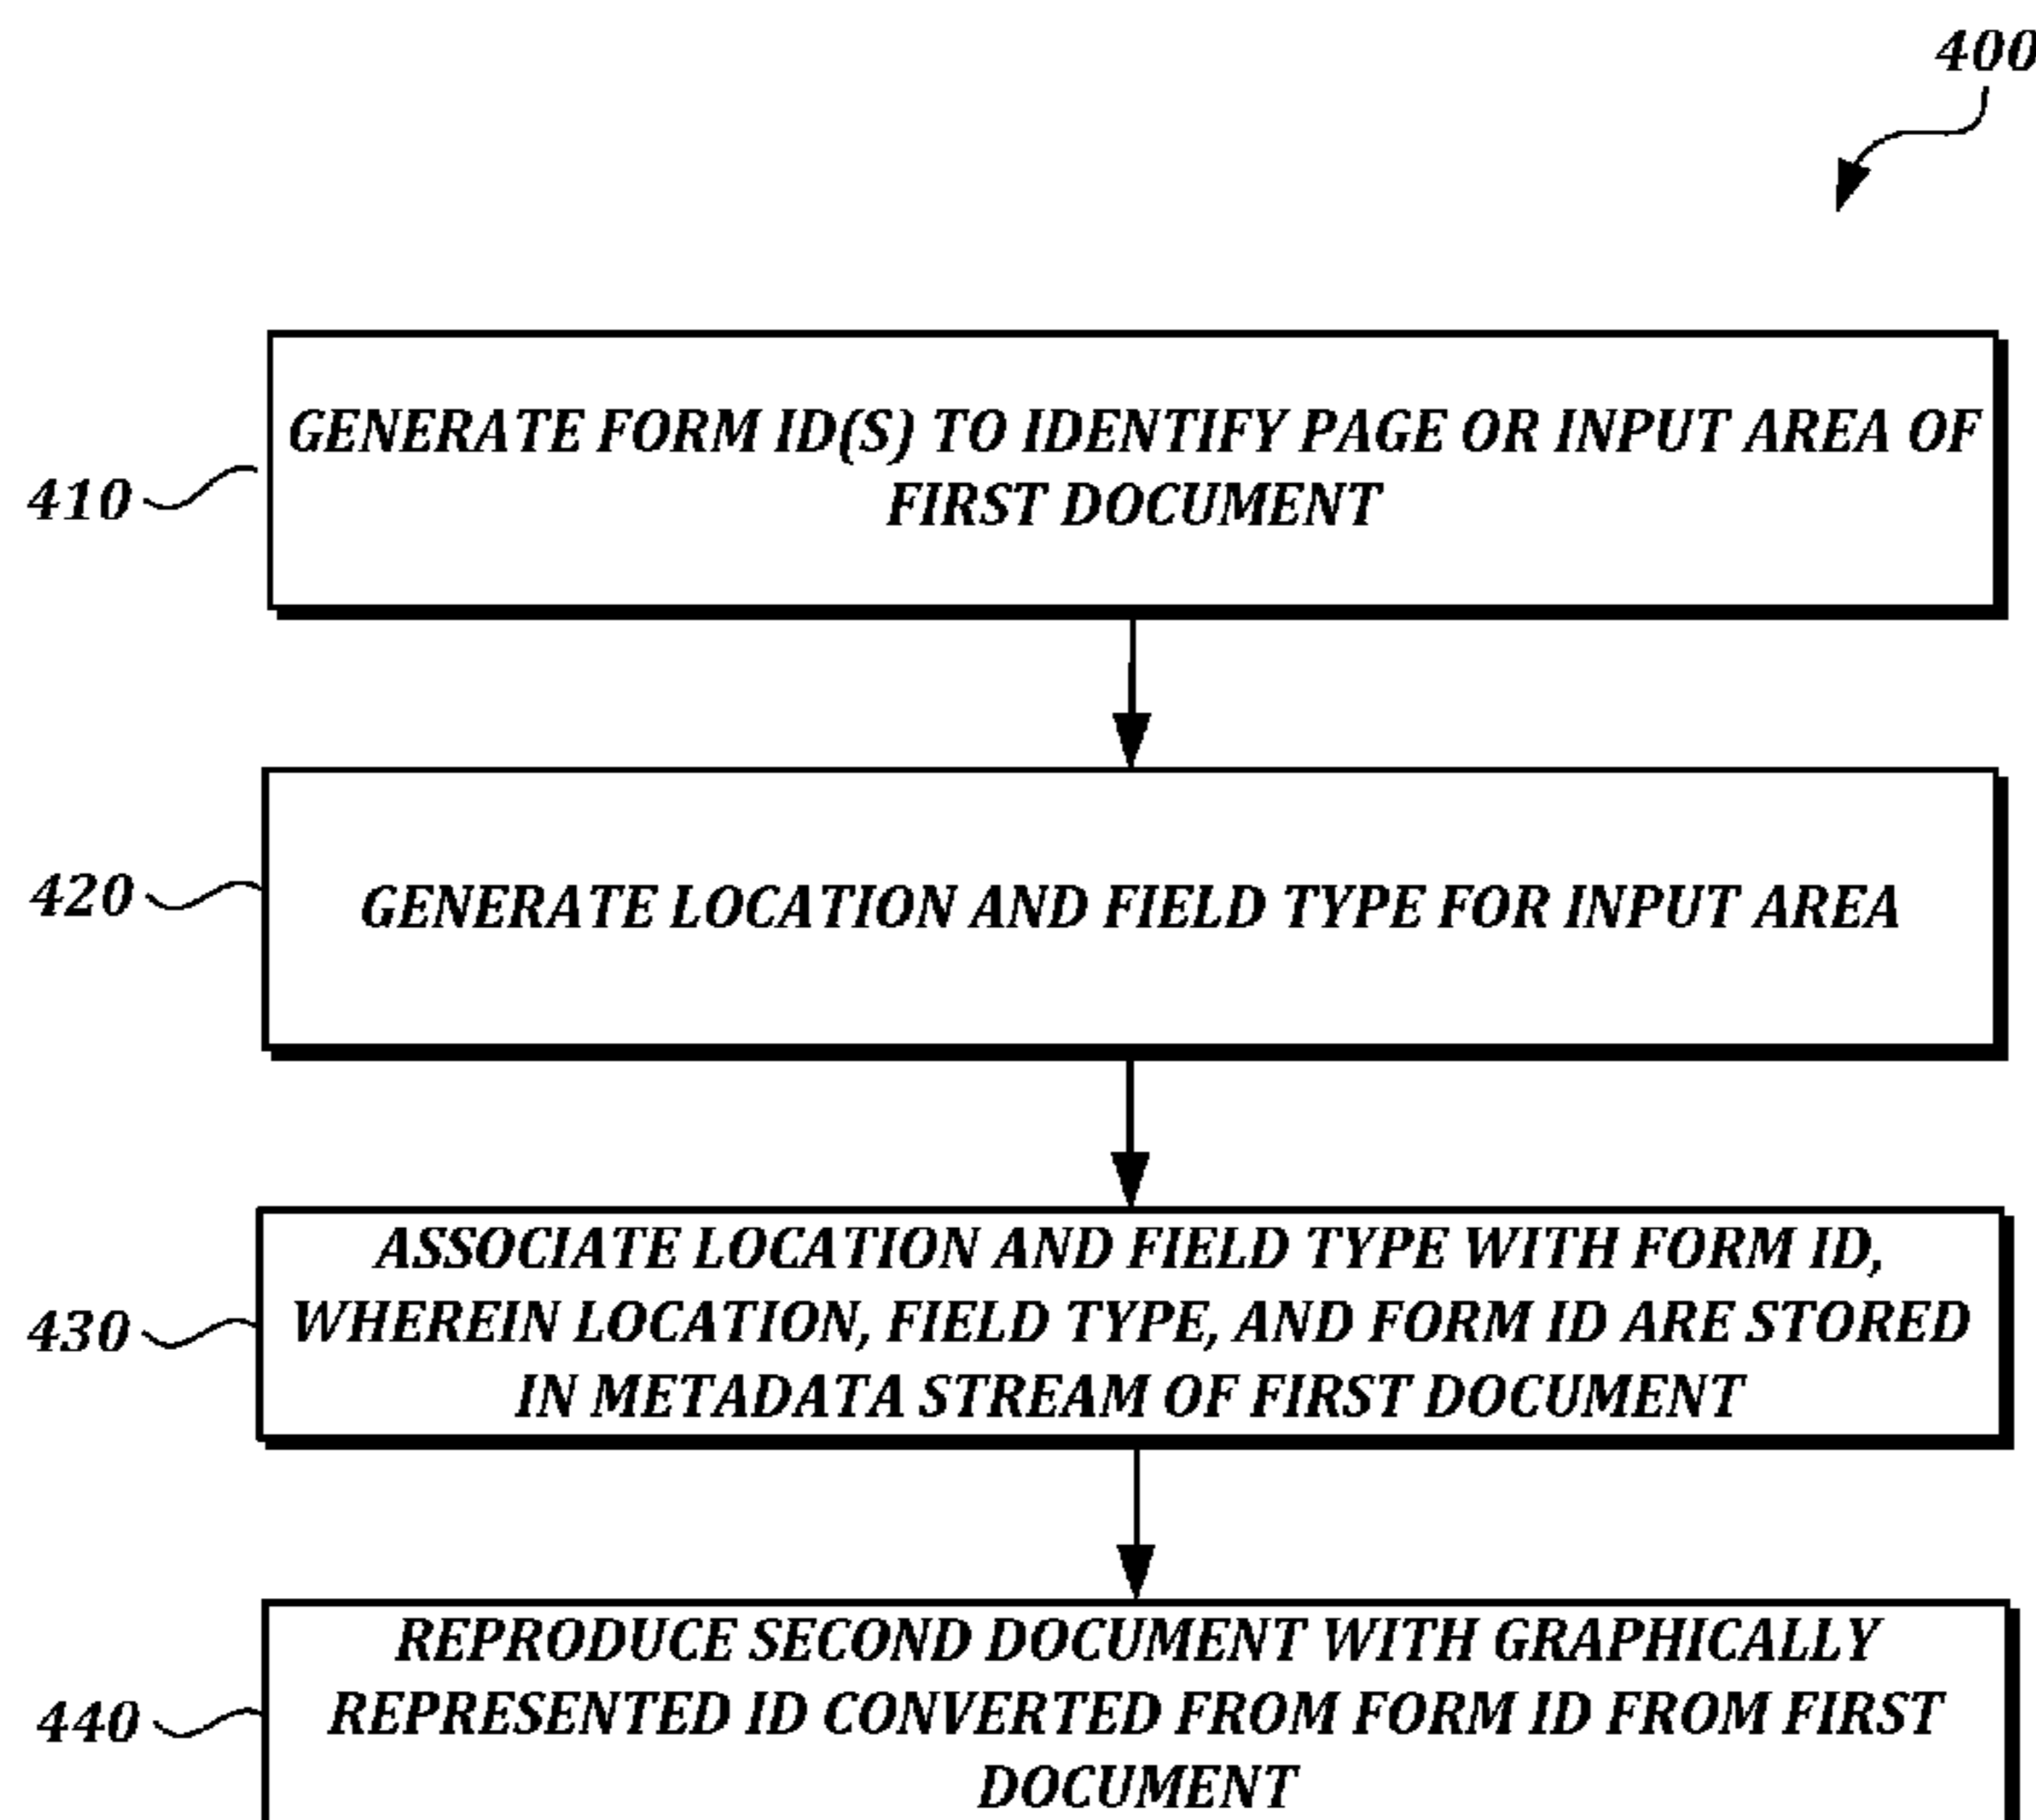 400
GENERATE FORM ID(S) TO IDENTIFY PAGE OR INPUT AREA OF
FIRST DOCUMENT
410
420
GENERATE LOCATION AND FIELD TYPE FOR INPUT AREA
ASSOCIATE LOCATION AND FIELD TYPE WITH FORM ID,
WHEREIN LOCATION, FIELD TYPE, AND FORM ID ARE STORED
IN METADATA STREAM OF FIRST DOCUMENT
430
REPRODUCE SECOND DOCUMENT WITH GRAPHICALLY
REPRESENTED ID CONVERTED FROM FORM ID FROM FIRST
DOCUMENT
440